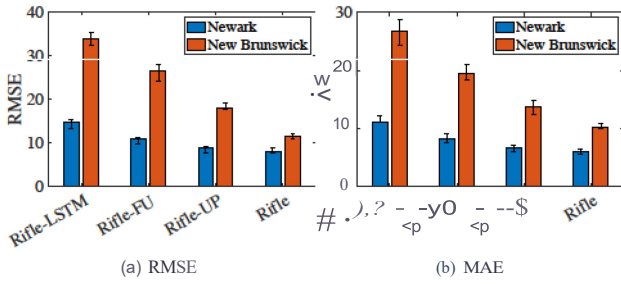 40
Newark
New Brunswick
30
20
10
0
RMSE
Rifle-LSTM
Rifle-FU
Rifle-UP
Rifle
(a) RMSE
30
Newark
New Brunswick
20
10
0
w
.<
# •),? - -yO - --$
<p <p
Rifle
(b) MAE